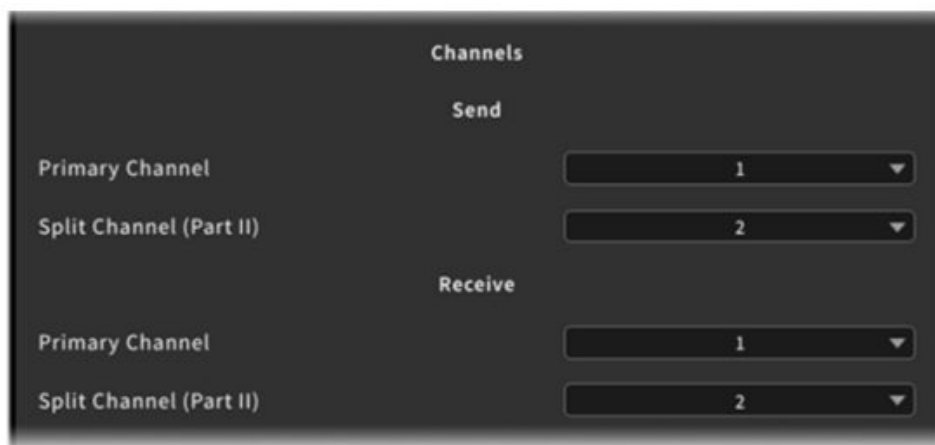 Channels
Send
Primary Channel 1
Split Channel (Part II) 2
Receive
Primary Channel 1
Split Channel (Part II) 2